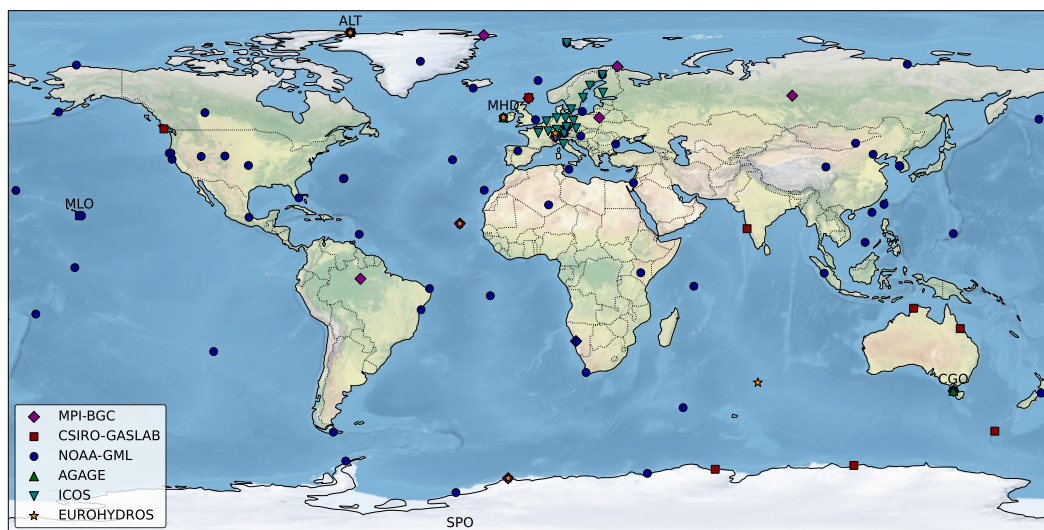 ALT
MHD
MLO
CGO
SPO
MPI-BGC
CSIRO-GASLAB
NOAA-GML
AGAGE
ICOS
EUROHYDROS